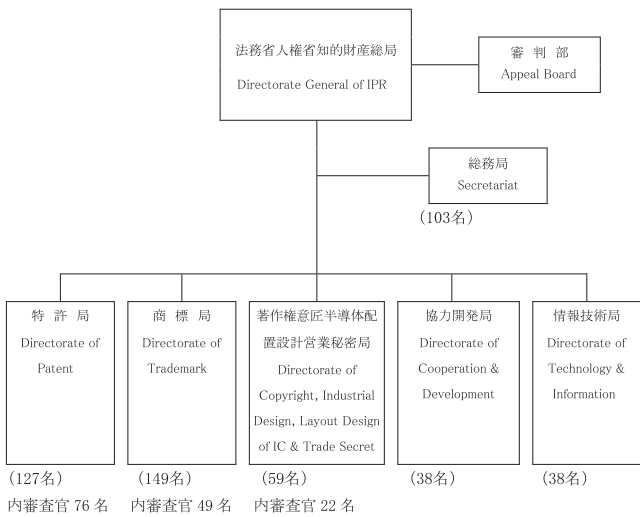 法務省人権省知的財産総局
Directorate General of IPR
審 判 部
Appeal Board
総務局
Secretariat
(103名)
特 許 局
Directorate of
Patent
(127名)
内審査官 76 名
商 標 局
Directorate of
Trademark
(149名)
内審査官 49 名
著作権意匠半導体配
置設計営業秘密局
Directorate of
Copyright, Industrial
Design, Layout Design
of IC & Trade Secret
(59名)
内審査官 22 名
協力開発局
Directorate of
Cooperation &
Development
(38名)
情報技術局
Directorate of
Technology &
Information
(38名)